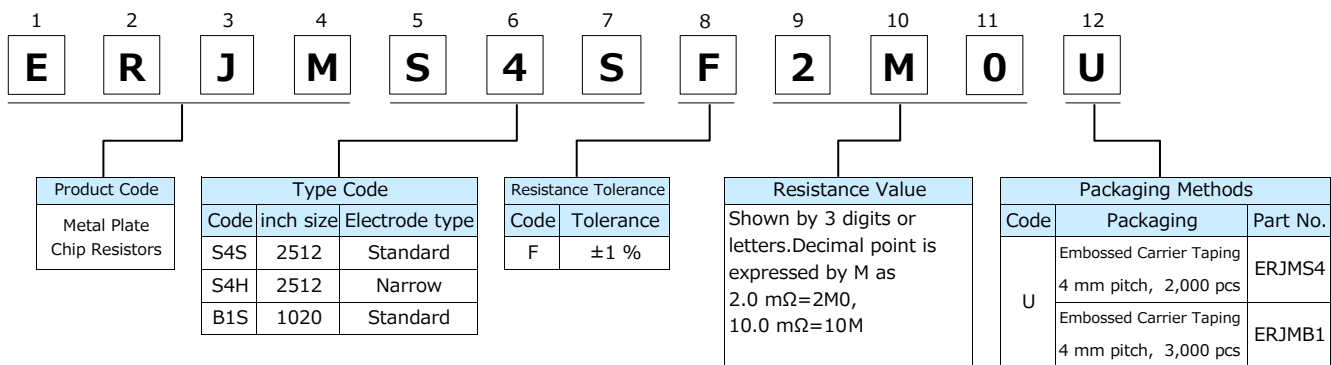 1 2 3 4 5 6 7 8 9 10 11 12
E R J M S 4 S F 2 M 0 U
Product Code
Metal Plate
Chip Resistors
Type Code
Code inch size Electrode type
S4S 2512 Standard
S4H 2512 Narrow
B1S 1020 Standard
Resistance Tolerance
Code Tolerance
F ±1 %
Resistance Value
Shown by 3 digits or
letters.Decimal point is
expressed by M as
2.0 mΩ=2M0,
10.0 mΩ=10M
Packaging Methods
Code Packaging Part No.
U
Embossed Carrier Taping
4 mm pitch, 2,000 pcs
ERJMS4
Embossed Carrier Taping
4 mm pitch, 3,000 pcs
ERJMB1